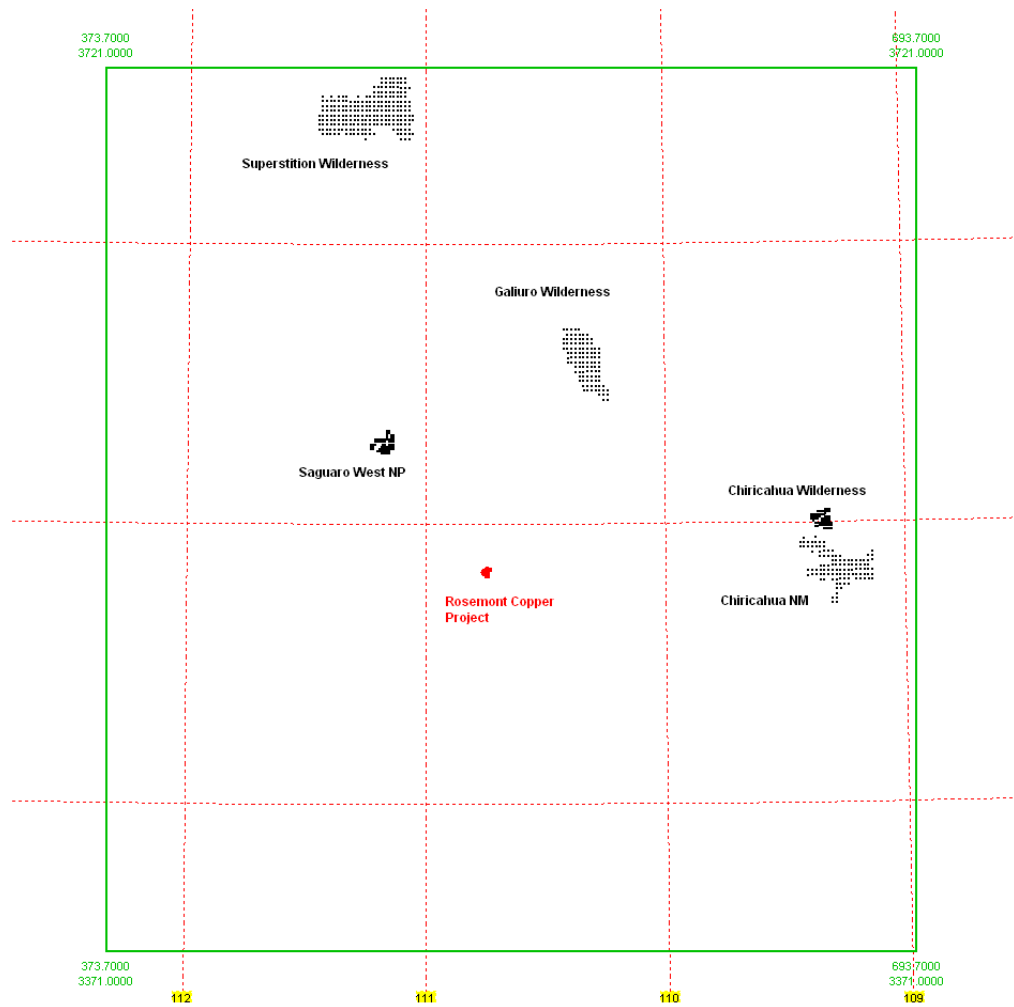 373.7000
3721.0000
693.7000
3721.0000
Superstition Wilderness
Galiuro Wilderness
Saguaro West NP
Chiricahua Wilderness
Rosemont Copper
Project
Chiricahua NM
373.7000
3371.0000
693.7000
3371.0000
112
111
110
109